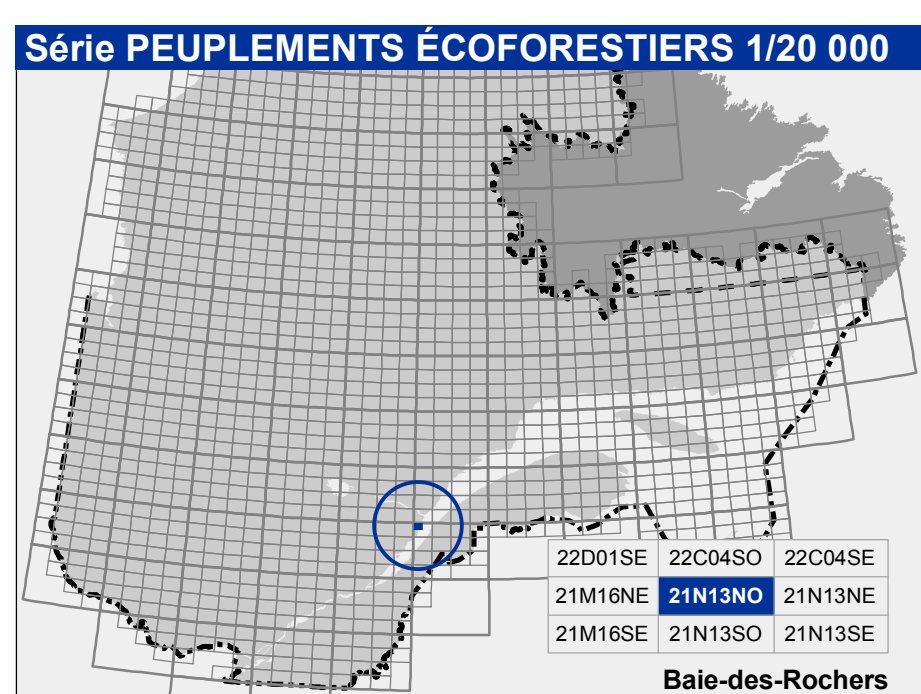 Série PEUPLEMENTS ÉCOFORESTIERS 1/20 000
22D01SE 22C04SO 22C04SE
21M16NE 21N13NO 21N13NE
21M16SE 21N13SO 21N13SE
Baie-des-Rochers